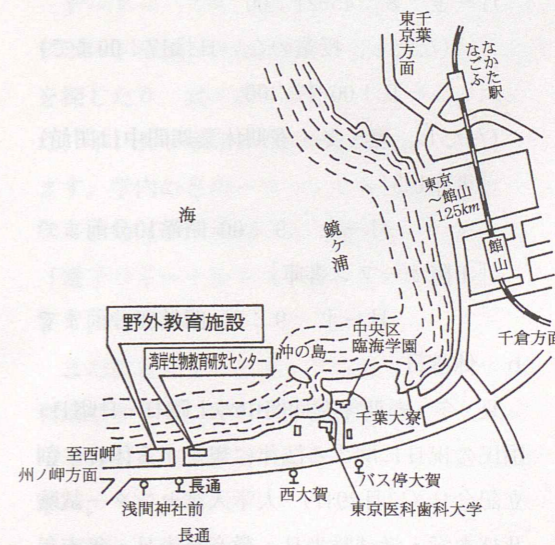 千葉
東京方面
なかた駅
なごふ
東京
～館山
125km
館山
千倉方面
海
鏡ヶ浦
野外教育施設
湾岸生物教育研究センター
沖の島
千央区
臨海学園
千葉大寮
至西岬
州ノ岬方面
長通
浅間神社前
長通
西大賀
バス停大賀
東京医科歯科大学